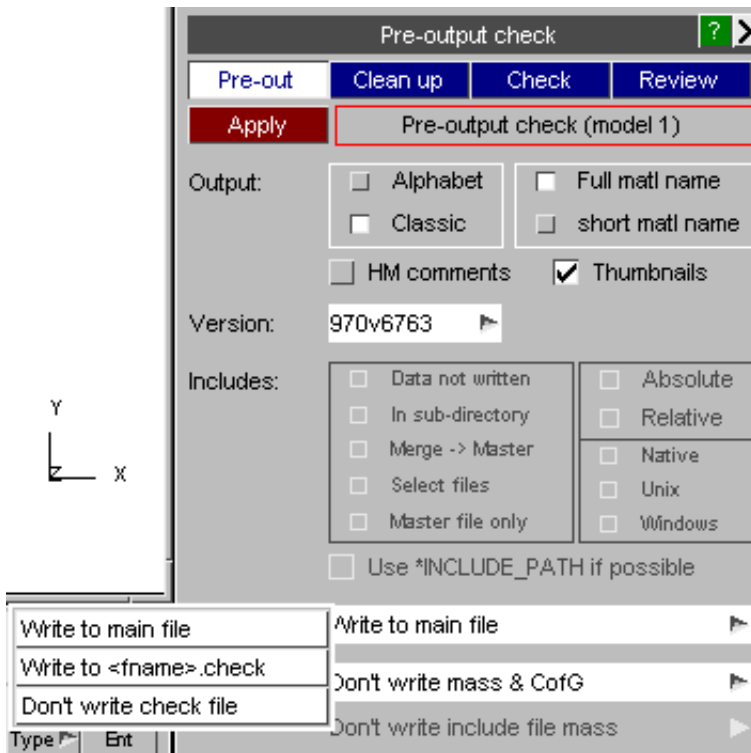 Pre-output check
?
Pre-out Clean up Check Review
Apply Pre-output check (model 1)
Output: Alphabet Full matl name
Classic short matl name
HM comments Thumbnails
Version: 970v6763
Includes: Data not written Absolute
In sub-directory Relative
Merge -> Master Native
Select files Unix
Master file only Windows
Use *INCLUDE_PATH if possible
Y
Z X
Write to main file
Write to <fname>.check
Don't write check file
Write to main file
Don't write mass & CofG
Don't write include file mass
Type Ent